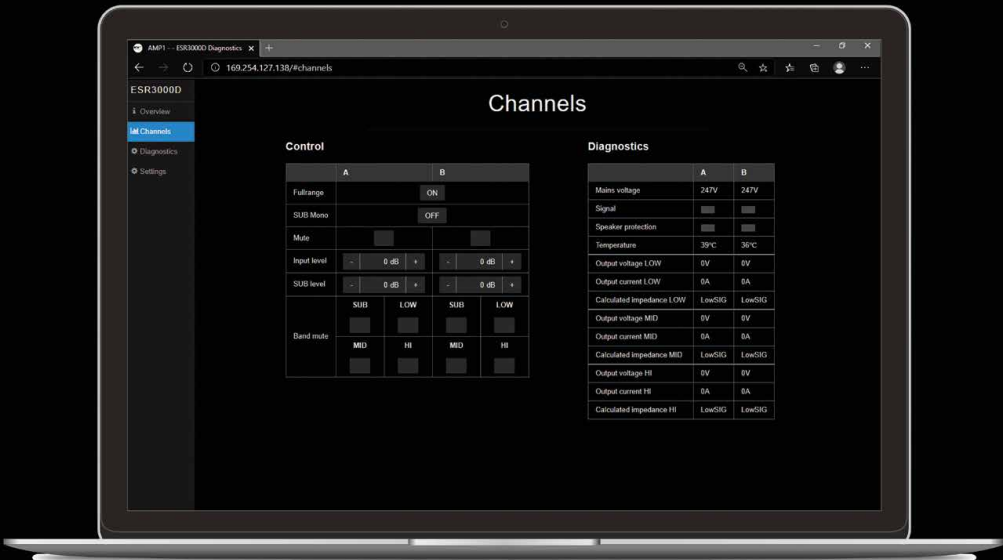 AMP1 - - ESR3000D Diagnostics
169.254.127.138/#channels
ESR3000D
Overview
Channels
Diagnostics
Settings
Channels
Control
A B
Fullrange ON
SUB Mono OFF
Mute
Input level - 0 dB + - 0 dB +
SUB level - 0 dB + - 0 dB +
SUB LOW SUB LOW
Band mute
MID HI MID HI
Diagnostics
A B
Mains voltage 247V 247V
Signal
Speaker protection
Temperature 39°C 36°C
Output voltage LOW 0V 0V
Output current LOW 0A 0A
Calculated impedance LOW LowSIG LowSIG
Output voltage MID 0V 0V
Output current MID 0A 0A
Calculated impedance MID LowSIG LowSIG
Output voltage HI 0V 0V
Output current HI 0A 0A
Calculated impedance HI LowSIG LowSIG